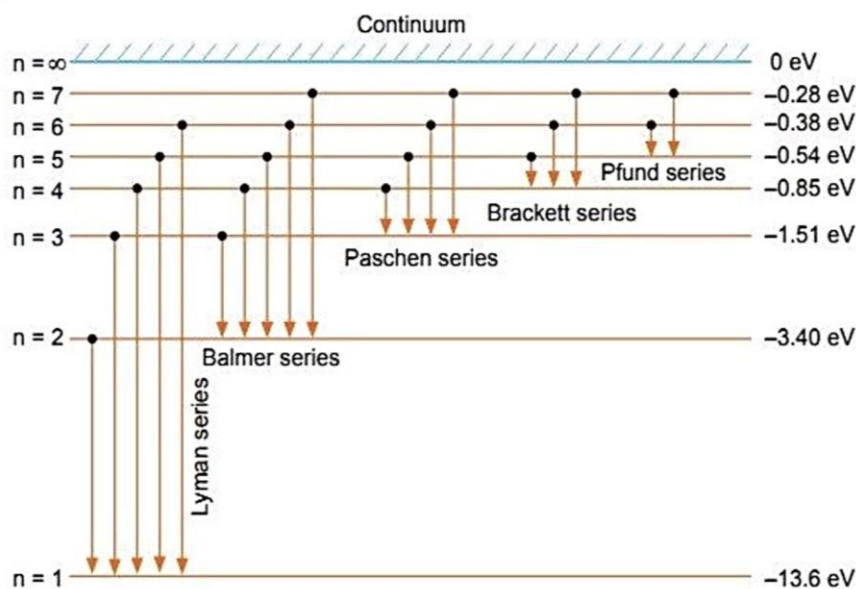 Continuum
n = ∞ 0 eV
n = 7 –0.28 eV
n = 6 –0.38 eV
n = 5 –0.54 eV
Pfund series
n = 4 –0.85 eV
Brackett series
n = 3 –1.51 eV
Paschen series
n = 2 –3.40 eV
Balmer series
Lyman series
n = 1 –13.6 eV